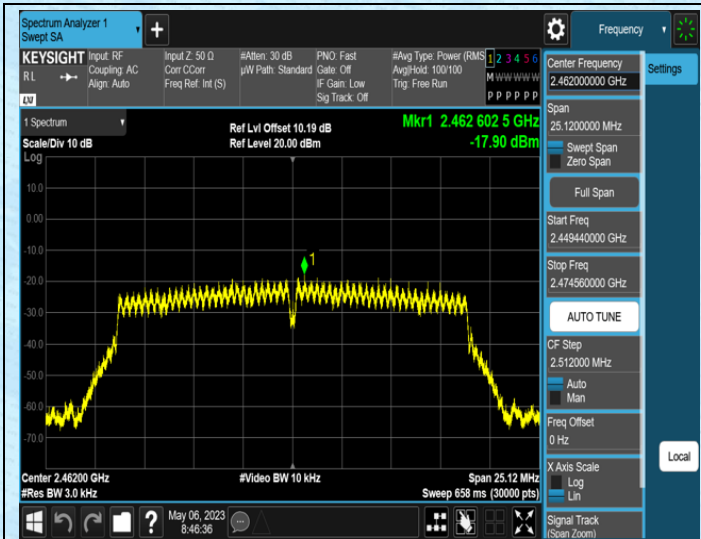 Spectrum Analyzer 1
Swept SA
Frequency
KEYSIGHT
RL
LXI
Input: RF
Coupling: AC
Align: Auto
Input Z: 50 Ω
Corr CCorr
Freq Ref: Int (S)
#Atten: 30 dB
µW Path: Standard
PNO: Fast
Gate: Off
IF Gain: Low
Sig Track: Off
#Avg Type: Power (RMS
Avg|Hold: 100/100
Trig: Free Run
1 2 3 4 5 6
M W W W W W
P P P P P P
1 Spectrum
Scale/Div 10 dB
Log
Ref Lvl Offset 10.19 dB
Ref Level 20.00 dBm
Mkr1 2.462 602 5 GHz
-17.90 dBm
10.0
0.00
-10.0
-20.0
-30.0
-40.0
-50.0
-60.0
-70.0
1
Center 2.46200 GHz
#Res BW 3.0 kHz
#Video BW 10 kHz
Span 25.12 MHz
Sweep 658 ms (30000 pts)
May 06, 2023
8:46:36
Center Frequency
2.462000000 GHz
Settings
Span
25.1200000 MHz
Swept Span
Zero Span
Full Span
Start Freq
2.449440000 GHz
Stop Freq
2.474560000 GHz
AUTO TUNE
CF Step
2.512000 MHz
Auto
Man
Freq Offset
0 Hz
X Axis Scale
Log
Lin
Local
Signal Track
(Span Zoom)